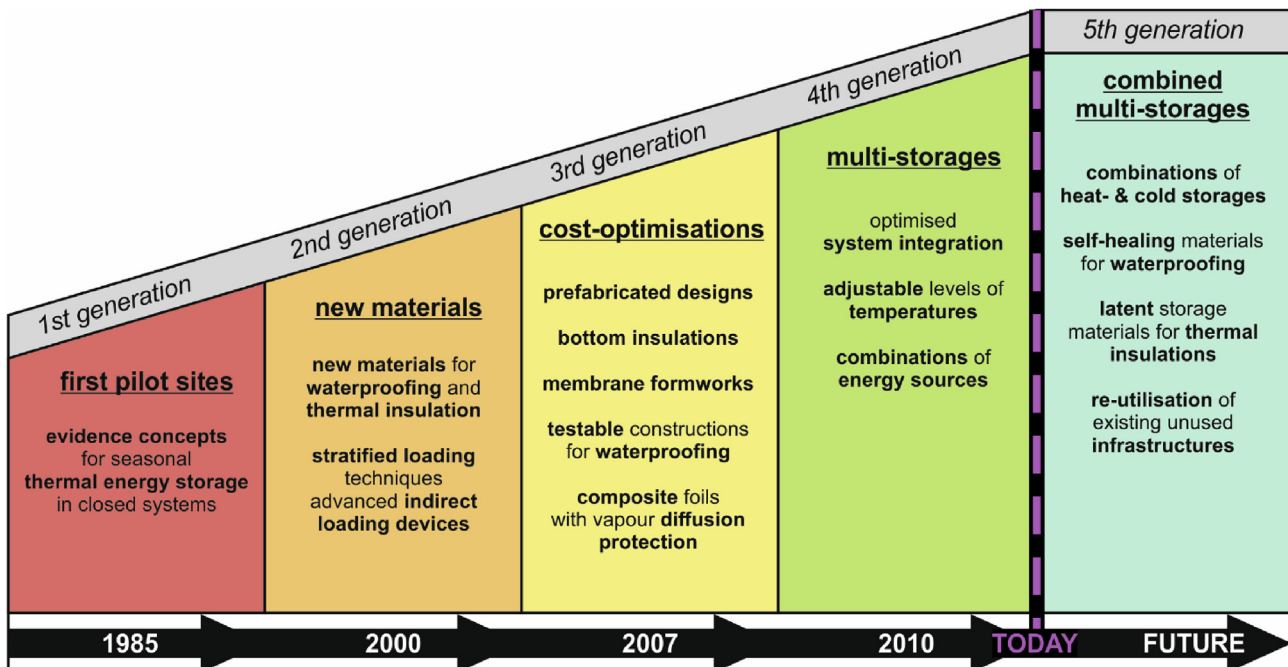 1st generation
first pilot sites
evidence concepts
for seasonal
thermal energy storage
in closed systems
2nd generation
new materials
new materials for
waterproofing and
thermal insulation
stratified loading
techniques
advanced indirect
loading devices
3rd generation
cost-optimisations
prefabricated designs
bottom insulations
membrane formworks
testable constructions
for waterproofing
composite foils
with vapour diffusion
protection
4th generation
multi-storages
optimised
system integration
adjustable levels of
temperatures
combinations of
energy sources
5th generation
combined
multi-storages
combinations of
heat- & cold storages
self-healing materials
for waterproofing
latent storage
materials for thermal
insulations
re-utilisation of
existing unused
infrastructures
1985
2000
2007
2010
TODAY
FUTURE